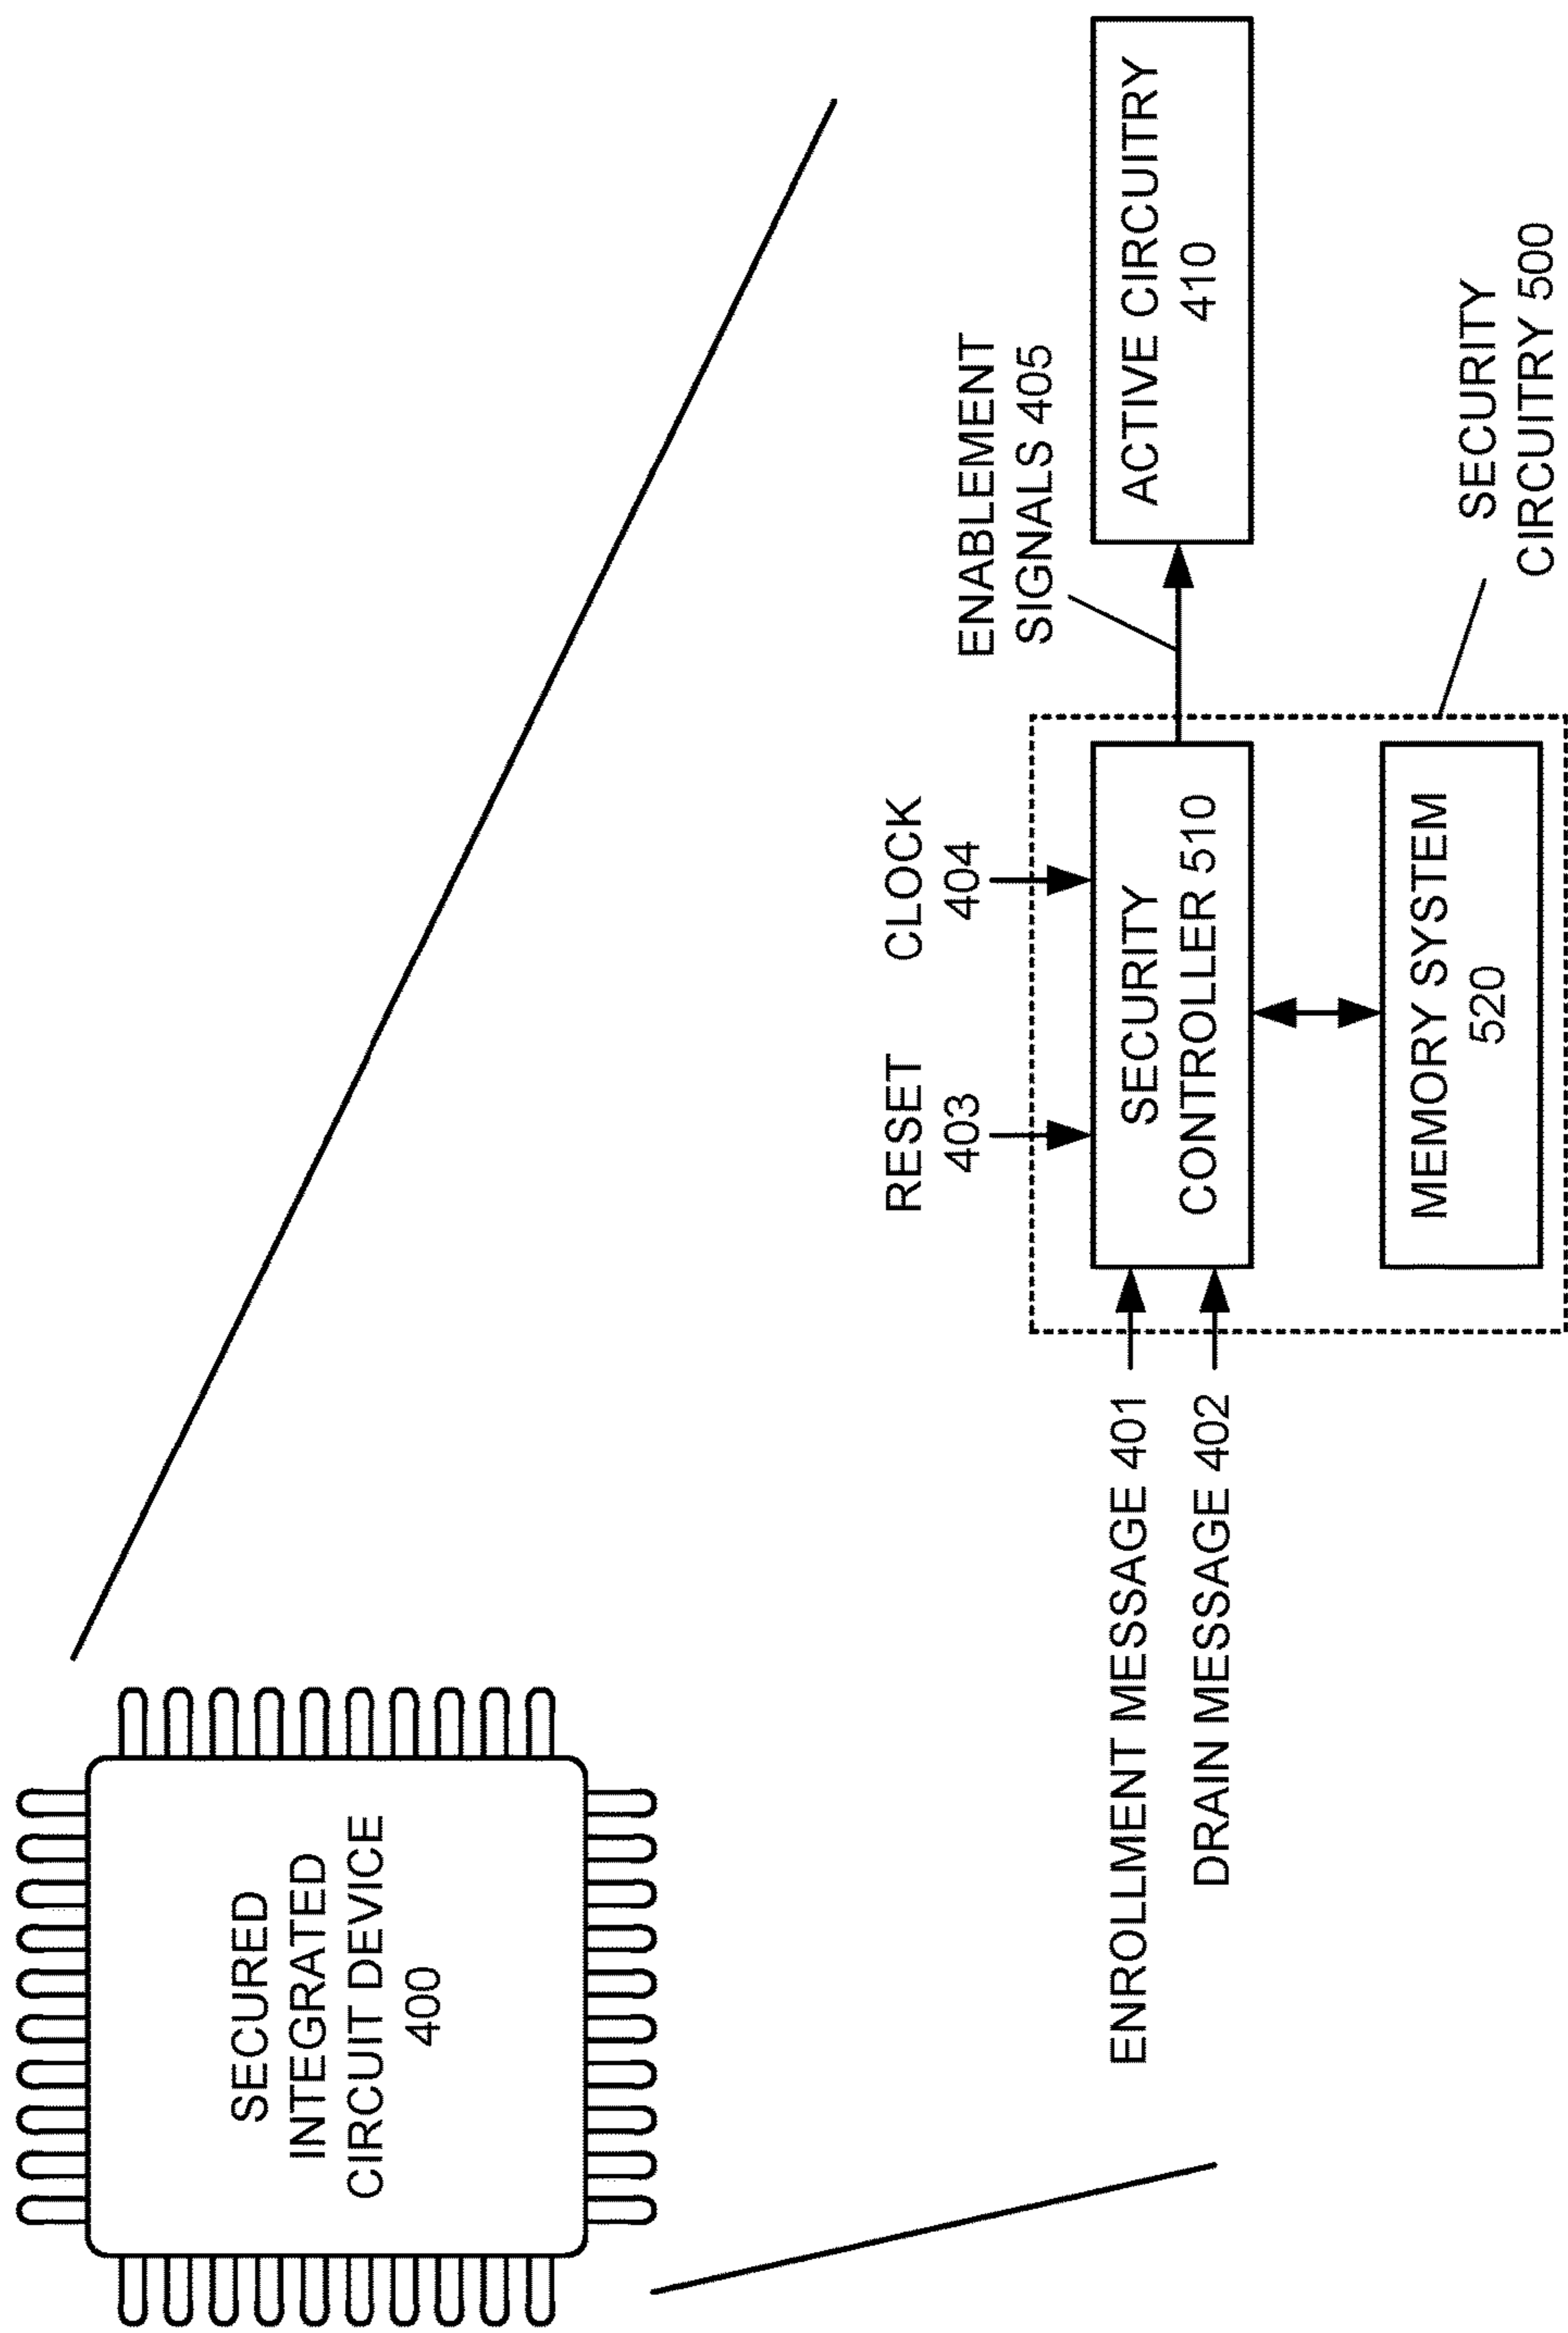 SECURED
INTEGRATED
CIRCUIT DEVICE
400
RESET
403
CLOCK
404
ENABLEMENT
SIGNALS 405
ENROLLMENT MESSAGE 401
DRAIN MESSAGE 402
SECURITY
CONTROLLER 510
ACTIVE CIRCUITRY
410
MEMORY SYSTEM
520
SECURITY
CIRCUITRY 500